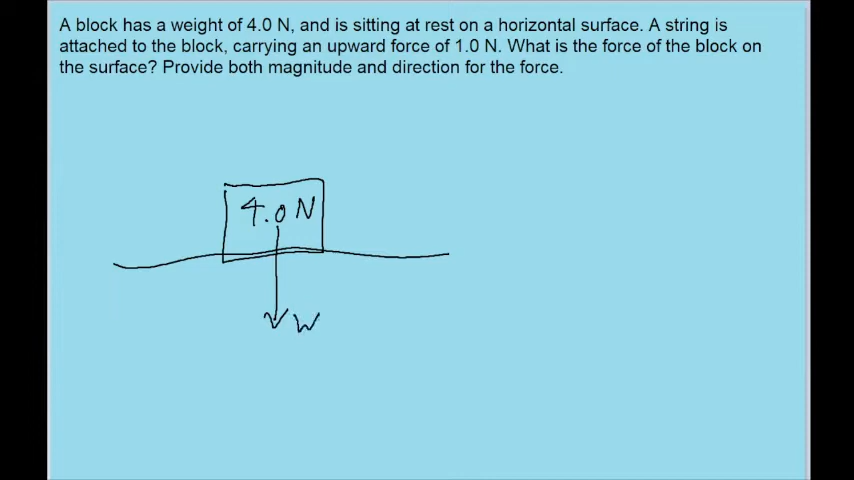 A block has a weight of 4.0 N, and is sitting at rest on a horizontal surface. A string is
attached to the block, carrying an upward force of 1.0 N. What is the force of the block on
the surface? Provide both magnitude and direction for the force.
4.0 N
W